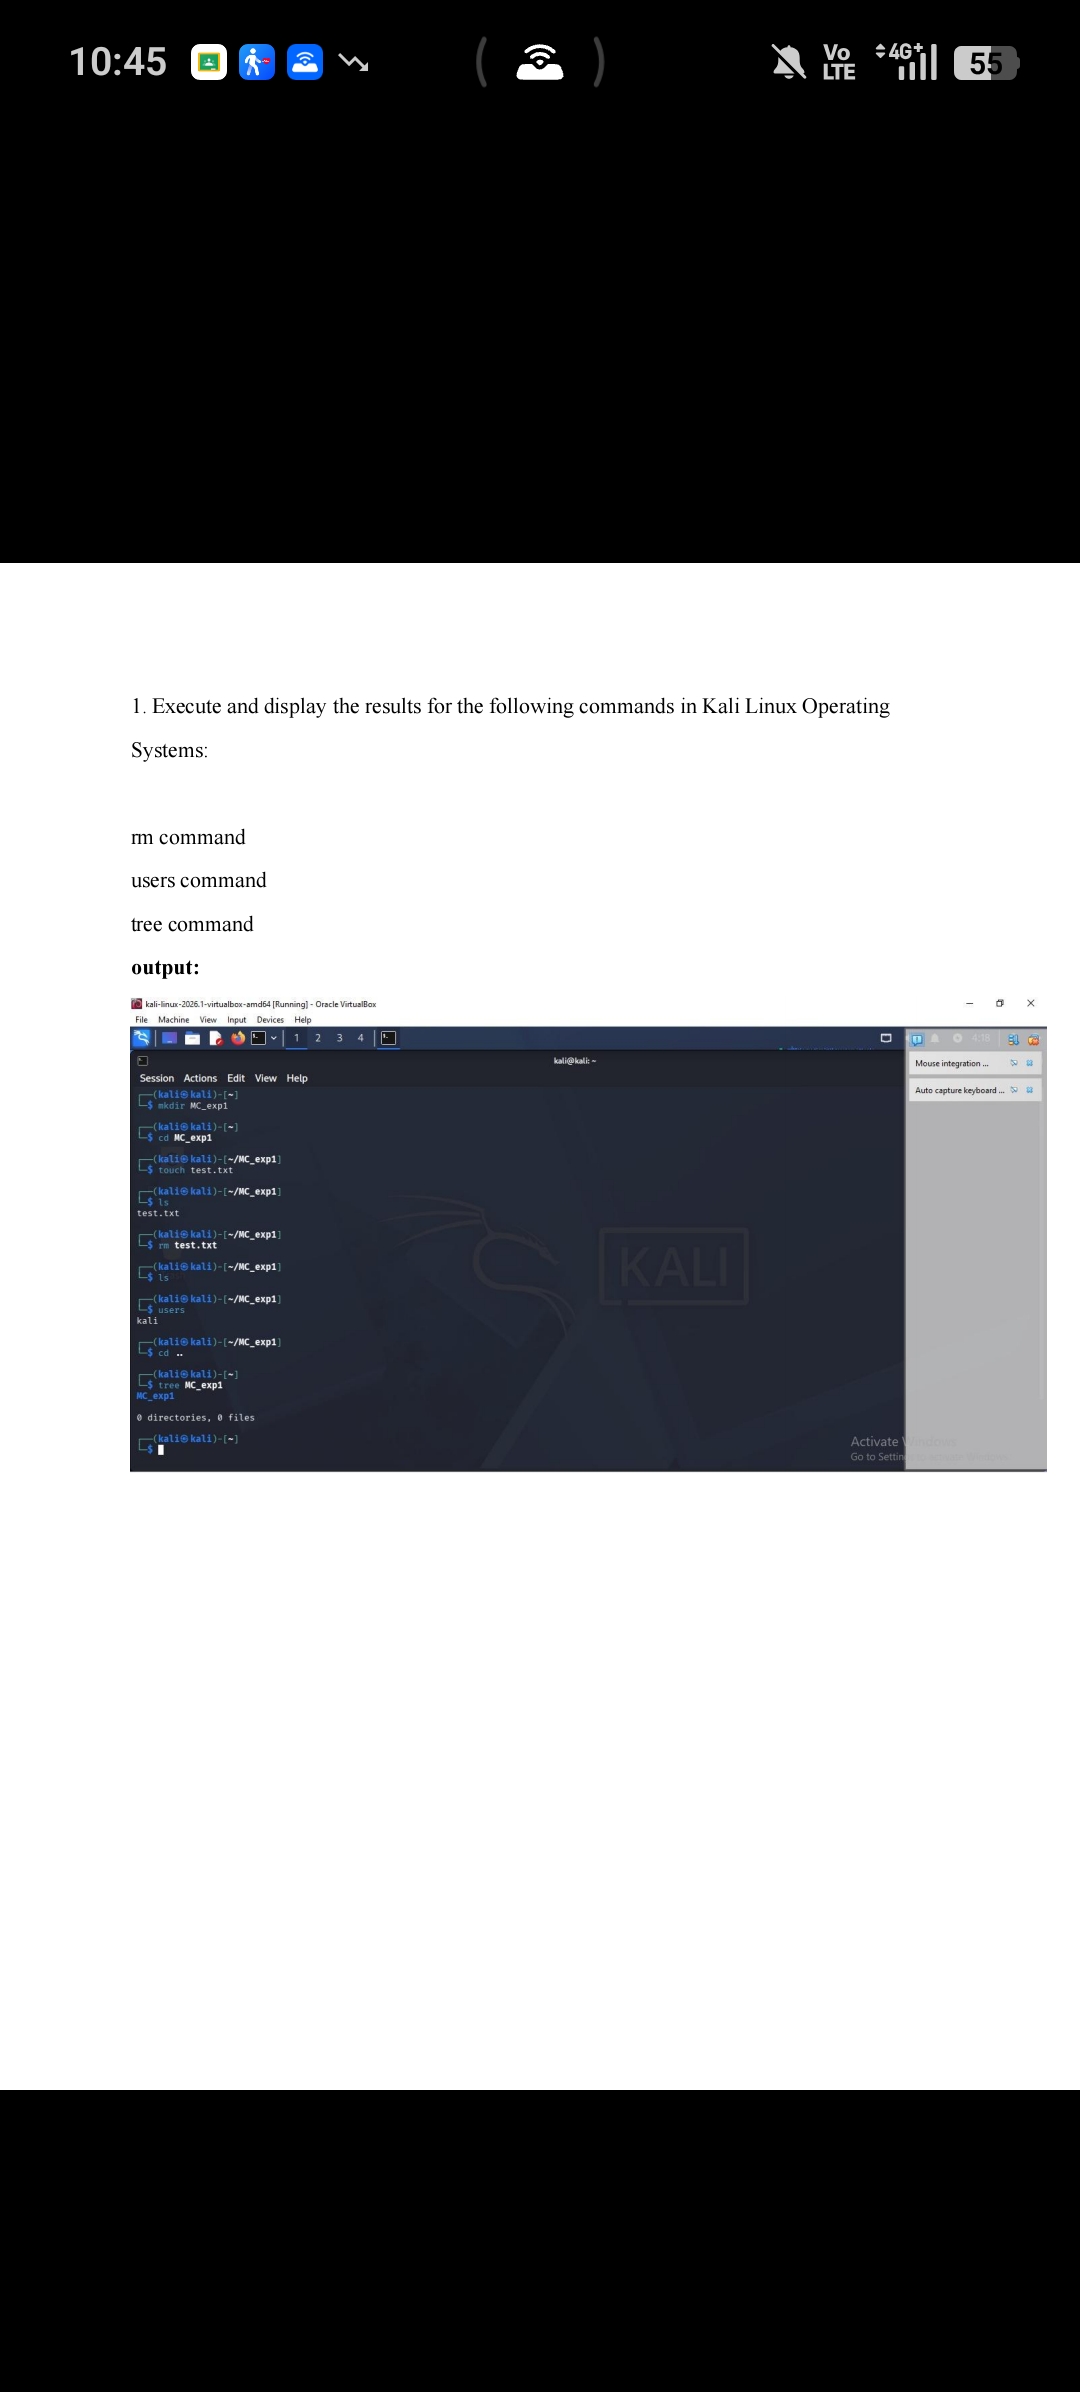 10:45
Vo
LTE
4G+
55
1. Execute and display the results for the following commands in Kali Linux Operating
Systems:
rm command
users command
tree command
output:
kali-linux-2026.1-virtualbox-amd64 [Running] - Oracle VirtualBox
File Machine View Input Devices Help
1 2 3 4
4:18
kali@kali: ~
Mouse integration ...
Session Actions Edit View Help
Auto capture keyboard ...
┌──(kali㉿kali)-[~]
└─$ mkdir MC_exp1
┌──(kali㉿kali)-[~]
└─$ cd MC_exp1
┌──(kali㉿kali)-[~/MC_exp1]
└─$ touch test.txt
┌──(kali㉿kali)-[~/MC_exp1]
└─$ ls
test.txt
┌──(kali㉿kali)-[~/MC_exp1]
└─$ rm test.txt
┌──(kali㉿kali)-[~/MC_exp1]
└─$ ls
┌──(kali㉿kali)-[~/MC_exp1]
└─$ users
kali
┌──(kali㉿kali)-[~/MC_exp1]
└─$ cd ..
┌──(kali㉿kali)-[~]
└─$ tree MC_exp1
MC_exp1
0 directories, 0 files
┌──(kali㉿kali)-[~]
└─$
KALI
Activate Windows
Go to